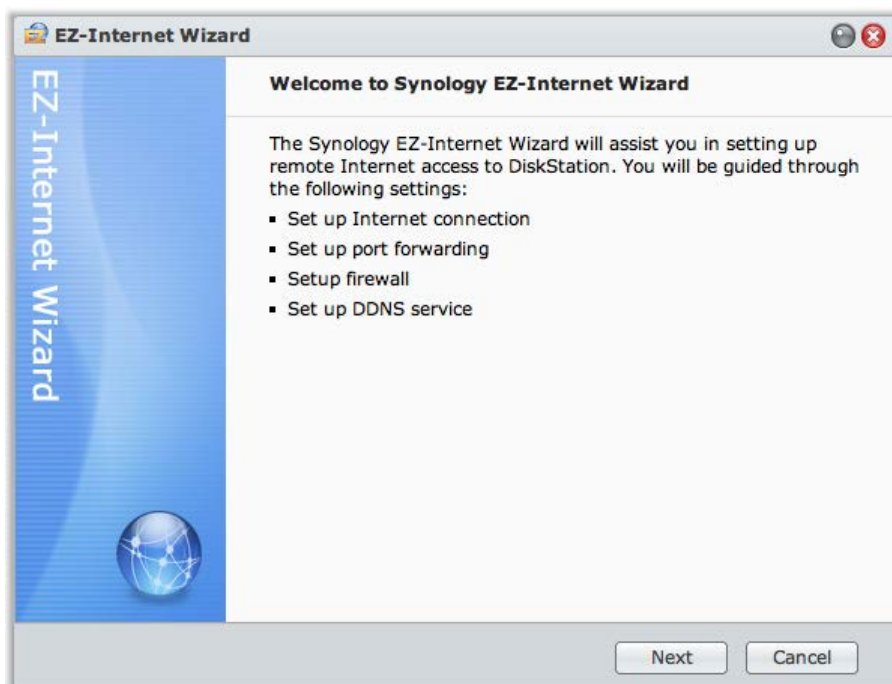 EZ-Internet Wizard
EZ-Internet Wizard
Welcome to Synology EZ-Internet Wizard
The Synology EZ-Internet Wizard will assist you in setting up
remote Internet access to DiskStation. You will be guided through
the following settings:
▪ Set up Internet connection
▪ Set up port forwarding
▪ Setup firewall
▪ Set up DDNS service
Next
Cancel